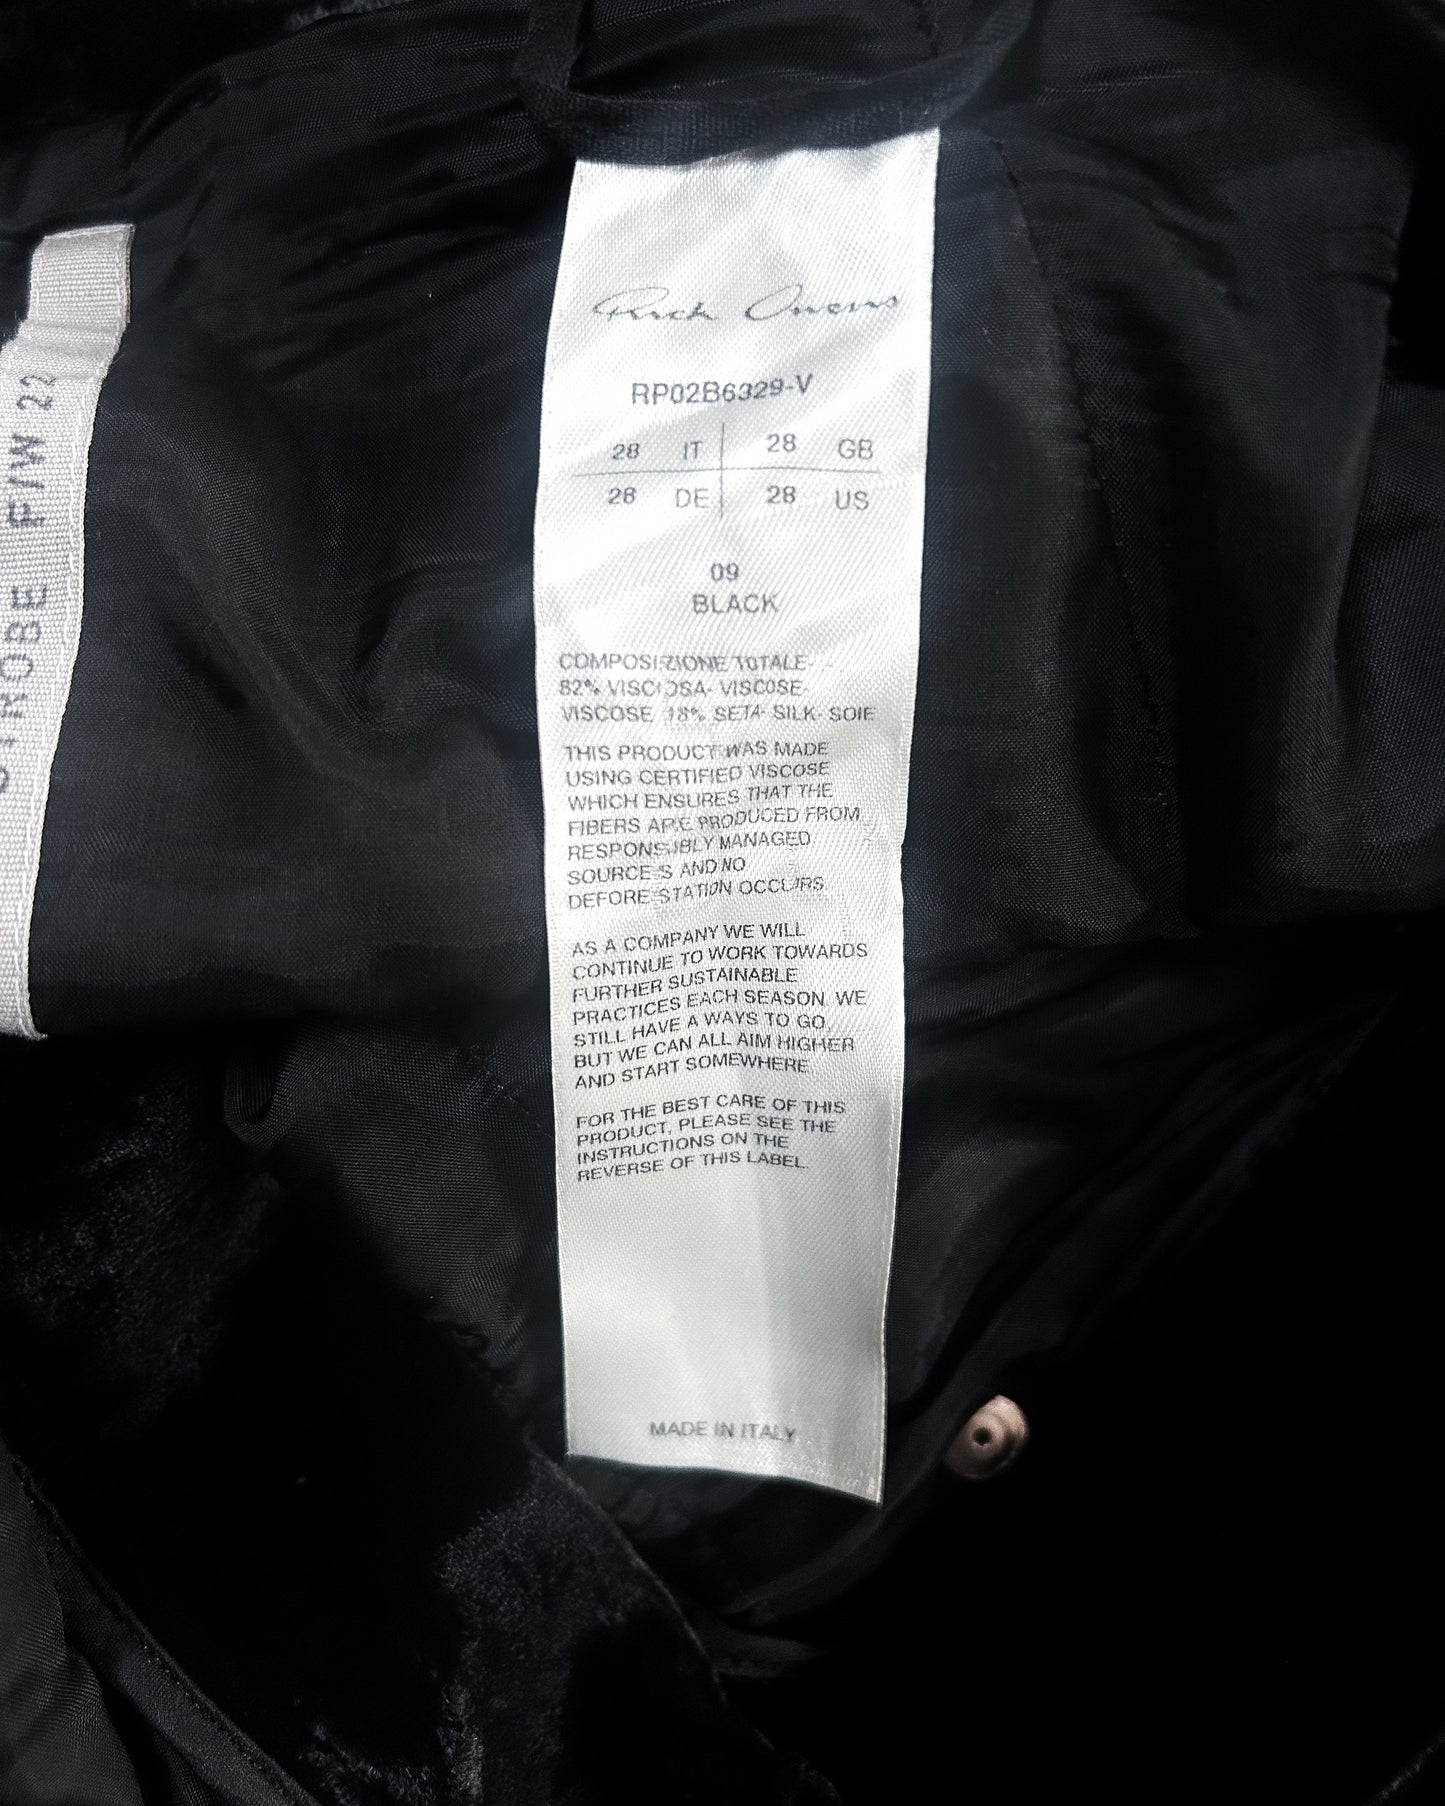 STROBE F/W 22
Rick Owens
RP02B6329-V
28 IT 28 GB
28 DE 28 US
09
BLACK
COMPOSIZIONE TOTALE-
82% VISCOSA- VISCOSE-
VISCOSE 18% SETA- SILK- SOIE
THIS PRODUCT WAS MADE
USING CERTIFIED VISCOSE
WHICH ENSURES THAT THE
FIBERS ARE PRODUCED FROM
RESPONSIBLY MANAGED
SOURCES AND NO
DEFORESTATION OCCURS.
AS A COMPANY WE WILL
CONTINUE TO WORK TOWARDS
FURTHER SUSTAINABLE
PRACTICES EACH SEASON. WE
STILL HAVE A WAYS TO GO,
BUT WE CAN ALL AIM HIGHER
AND START SOMEWHERE.
FOR THE BEST CARE OF THIS
PRODUCT, PLEASE SEE THE
INSTRUCTIONS ON THE
REVERSE OF THIS LABEL.
MADE IN ITALY